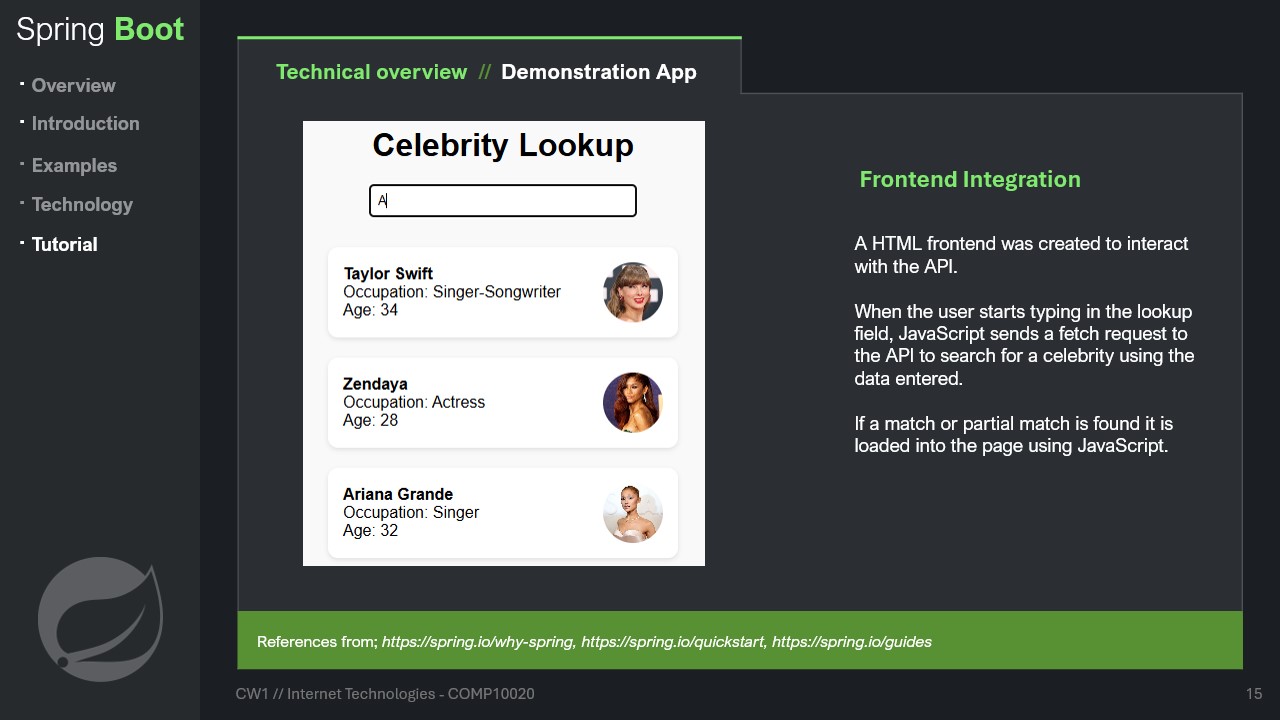 Spring Boot
· Overview
· Introduction
· Examples
· Technology
· Tutorial
Technical overview // Demonstration App
Celebrity Lookup
A
Taylor Swift
Occupation: Singer-Songwriter
Age: 34
Zendaya
Occupation: Actress
Age: 28
Ariana Grande
Occupation: Singer
Age: 32
Frontend Integration
A HTML frontend was created to interact
with the API.
When the user starts typing in the lookup
field, JavaScript sends a fetch request to
the API to search for a celebrity using the
data entered.
If a match or partial match is found it is
loaded into the page using JavaScript.
References from; https://spring.io/why-spring, https://spring.io/quickstart, https://spring.io/guides
CW1 // Internet Technologies - COMP10020
15